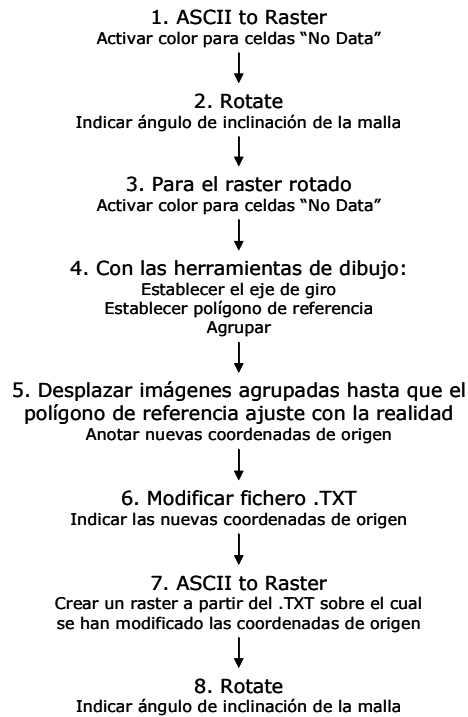 1. ASCII to Raster
Activar color para celdas “No Data”
2. Rotate
Indicar ángulo de inclinación de la malla
3. Para el raster rotado
Activar color para celdas “No Data”
4. Con las herramientas de dibujo:
Establecer el eje de giro
Establecer polígono de referencia
Agrupar
5. Desplazar imágenes agrupadas hasta que el
polígono de referencia ajuste con la realidad
Anotar nuevas coordenadas de origen
6. Modificar fichero .TXT
Indicar las nuevas coordenadas de origen
7. ASCII to Raster
Crear un raster a partir del .TXT sobre el cual
se han modificado las coordenadas de origen
8. Rotate
Indicar ángulo de inclinación de la malla